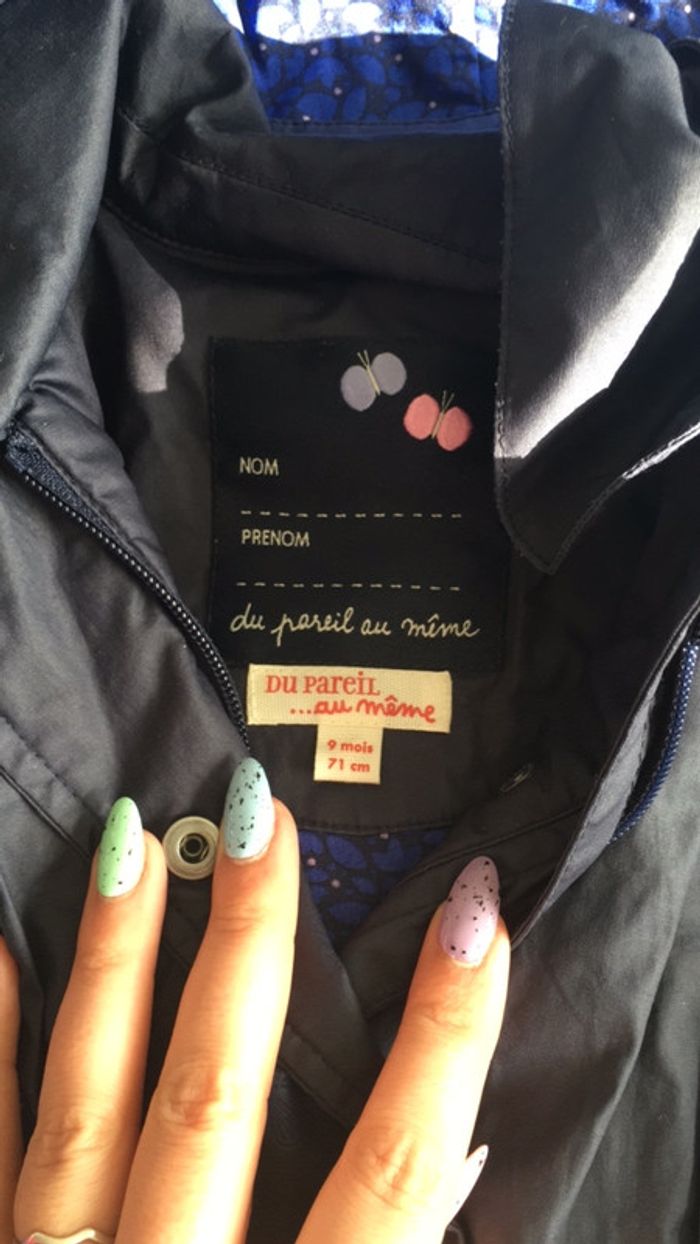 NOM
PRENOM
du pareil au même
DU PAREIL
...au même
9 mois
71 cm